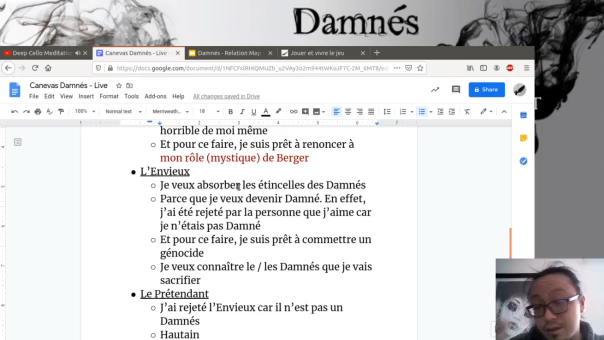 Damnés
Deep Cello Meditati
Canevas Damnés - Live
Damnés - Relation Map
Jouer et vivre le jeu
Canevas Damnés - Live
File Edit View Insert Format Tools Add-ons Help All changes saved in Drive
Share
100% Normal text Merriweath... 18
horrible de moi même
Et pour ce faire, je suis prêt à renoncer à
mon rôle (mystique) de Berger
L’Envieux
Je veux absorber les étincelles des Damnés
Parce que je veux devenir Damné. En effet,
j’ai été rejeté par la personne que j’aime car
je n’étais pas Damné
Et pour ce faire, je suis prêt à commettre un
génocide
Je veux connaître le / les Damnés que je vais
sacrifier
Le Prétendant
J’ai rejeté l’Envieux car il n’est pas un
Damnés
Hautain